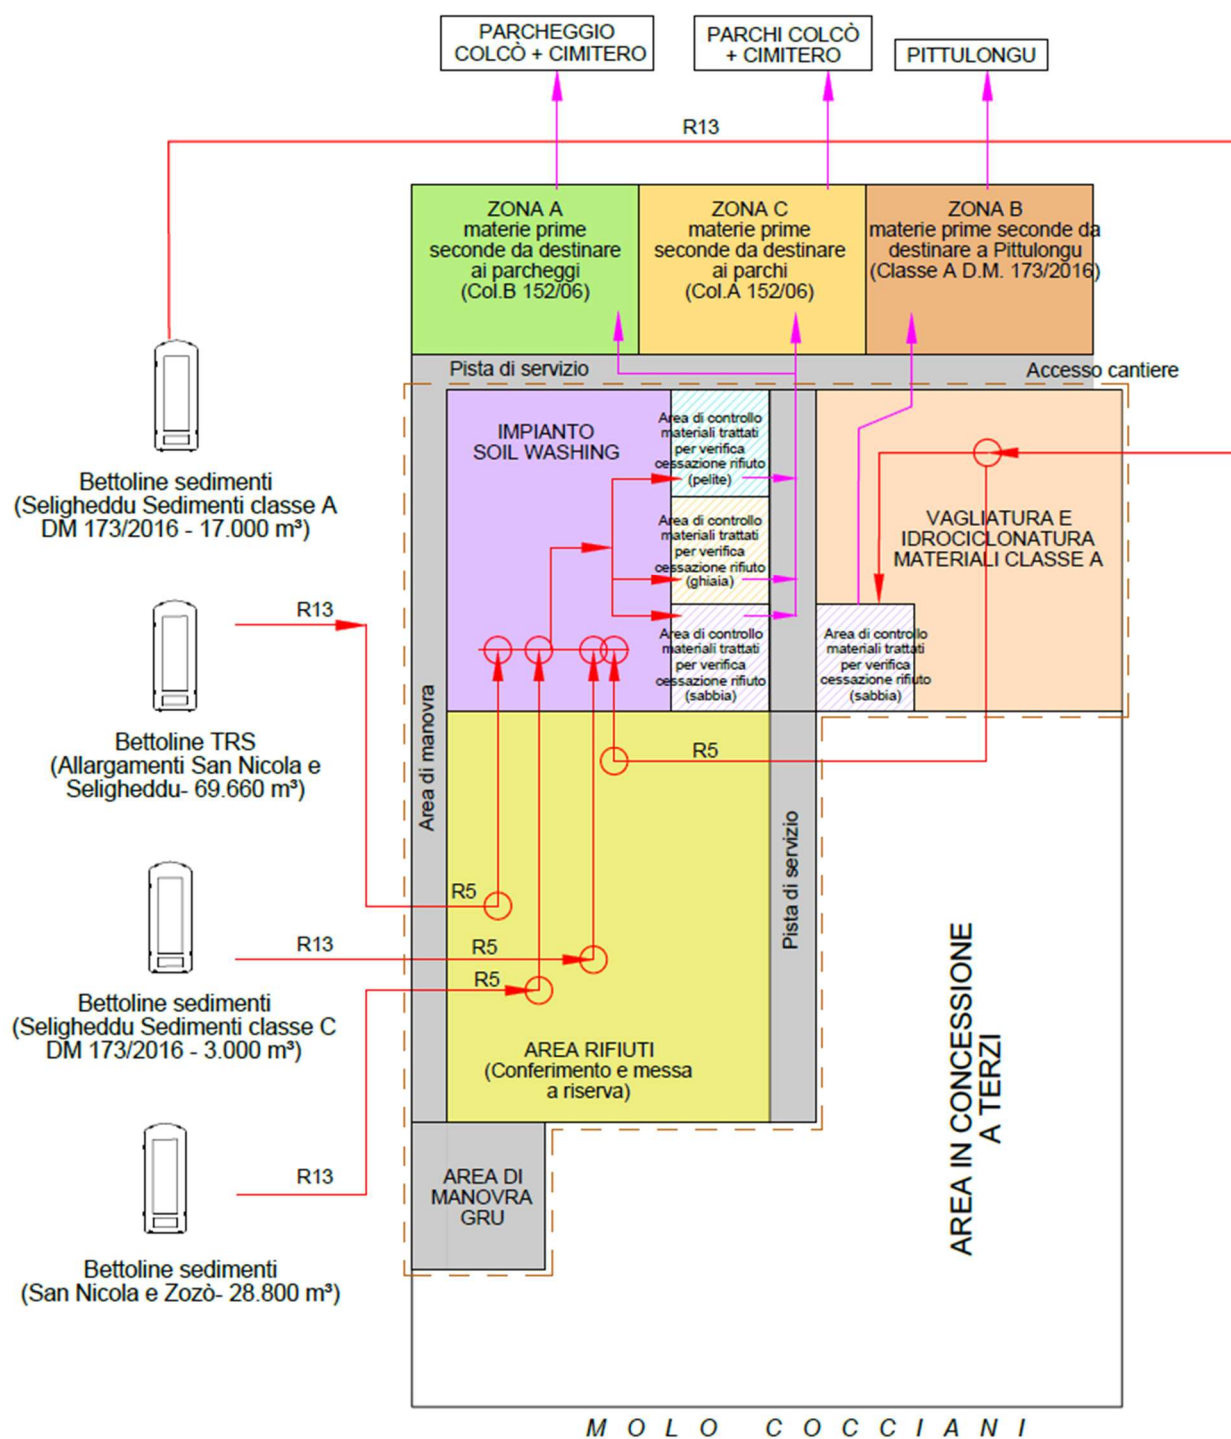 PARCHEGGIO
COLCÒ + CIMITERO
PARCHI COLCÒ
+ CIMITERO
PITTULONGU
R13
ZONA A
materie prime
seconde da destinare
ai parcheggi
(Col.B 152/06)
ZONA C
materie prime
seconde da destinare
ai parchi
(Col.A 152/06)
ZONA B
materie prime seconde da
destinare a Pittulongu
(Classe A D.M. 173/2016)
Pista di servizio
Accesso cantiere
Bettoline sedimenti
(Seligheddu Sedimenti classe A
DM 173/2016 - 17.000 m³)
IMPIANTO
SOIL WASHING
Area di controllo
materiali trattati
per verifica
cessazione rifiuto
(pelite)
Area di controllo
materiali trattati
per verifica
cessazione rifiuto
(ghiaia)
Area di controllo
materiali trattati
per verifica
cessazione rifiuto
(sabbia)
VAGLIATURA E
IDROCICLONATURA
MATERIALI CLASSE A
Area di controllo
materiali trattati
per verifica
cessazione rifiuto
(sabbia)
R13
Bettoline TRS
(Allargamenti San Nicola e
Seligheddu- 69.660 m³)
Area di manovra
R5
Pista di servizio
R5
R13
R5
R5
Bettoline sedimenti
(Seligheddu Sedimenti classe C
DM 173/2016 - 3.000 m³)
AREA RIFIUTI
(Conferimento e messa
a riserva)
AREA IN CONCESSIONE
A TERZI
R13
AREA DI
MANOVRA
GRU
Bettoline sedimenti
(San Nicola e Zozò- 28.800 m³)
MOLO COCCIANI